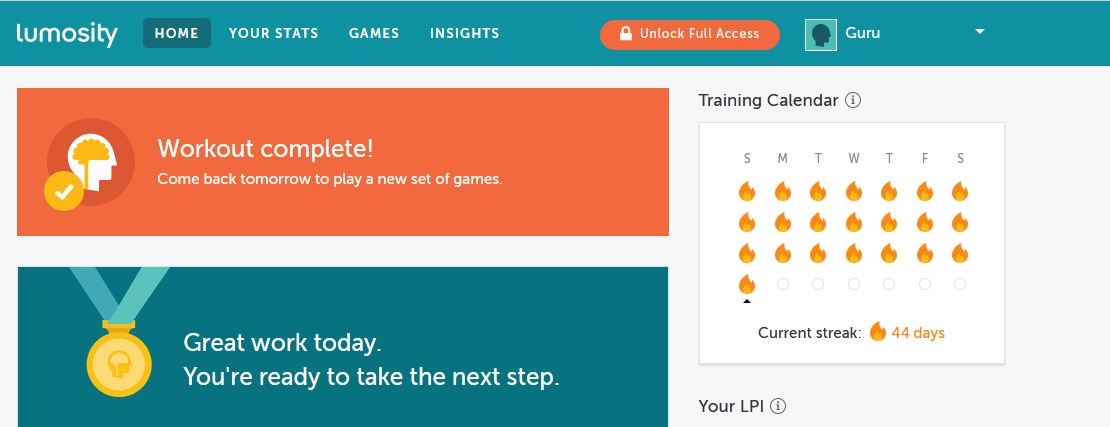 lumosity HOME YOUR STATS GAMES INSIGHTS Unlock Full Access Guru
Workout complete!
Come back tomorrow to play a new set of games.
Great work today.
You're ready to take the next step.
Training Calendar
S M T W T F S
Current streak: 44 days
Your LPI